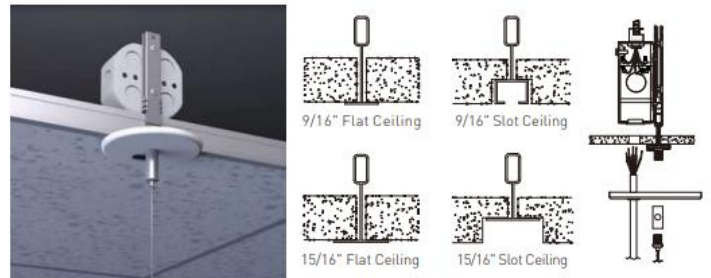 9/16" Flat Ceiling
9/16" Slot Ceiling
15/16" Flat Ceiling
15/16" Slot Ceiling